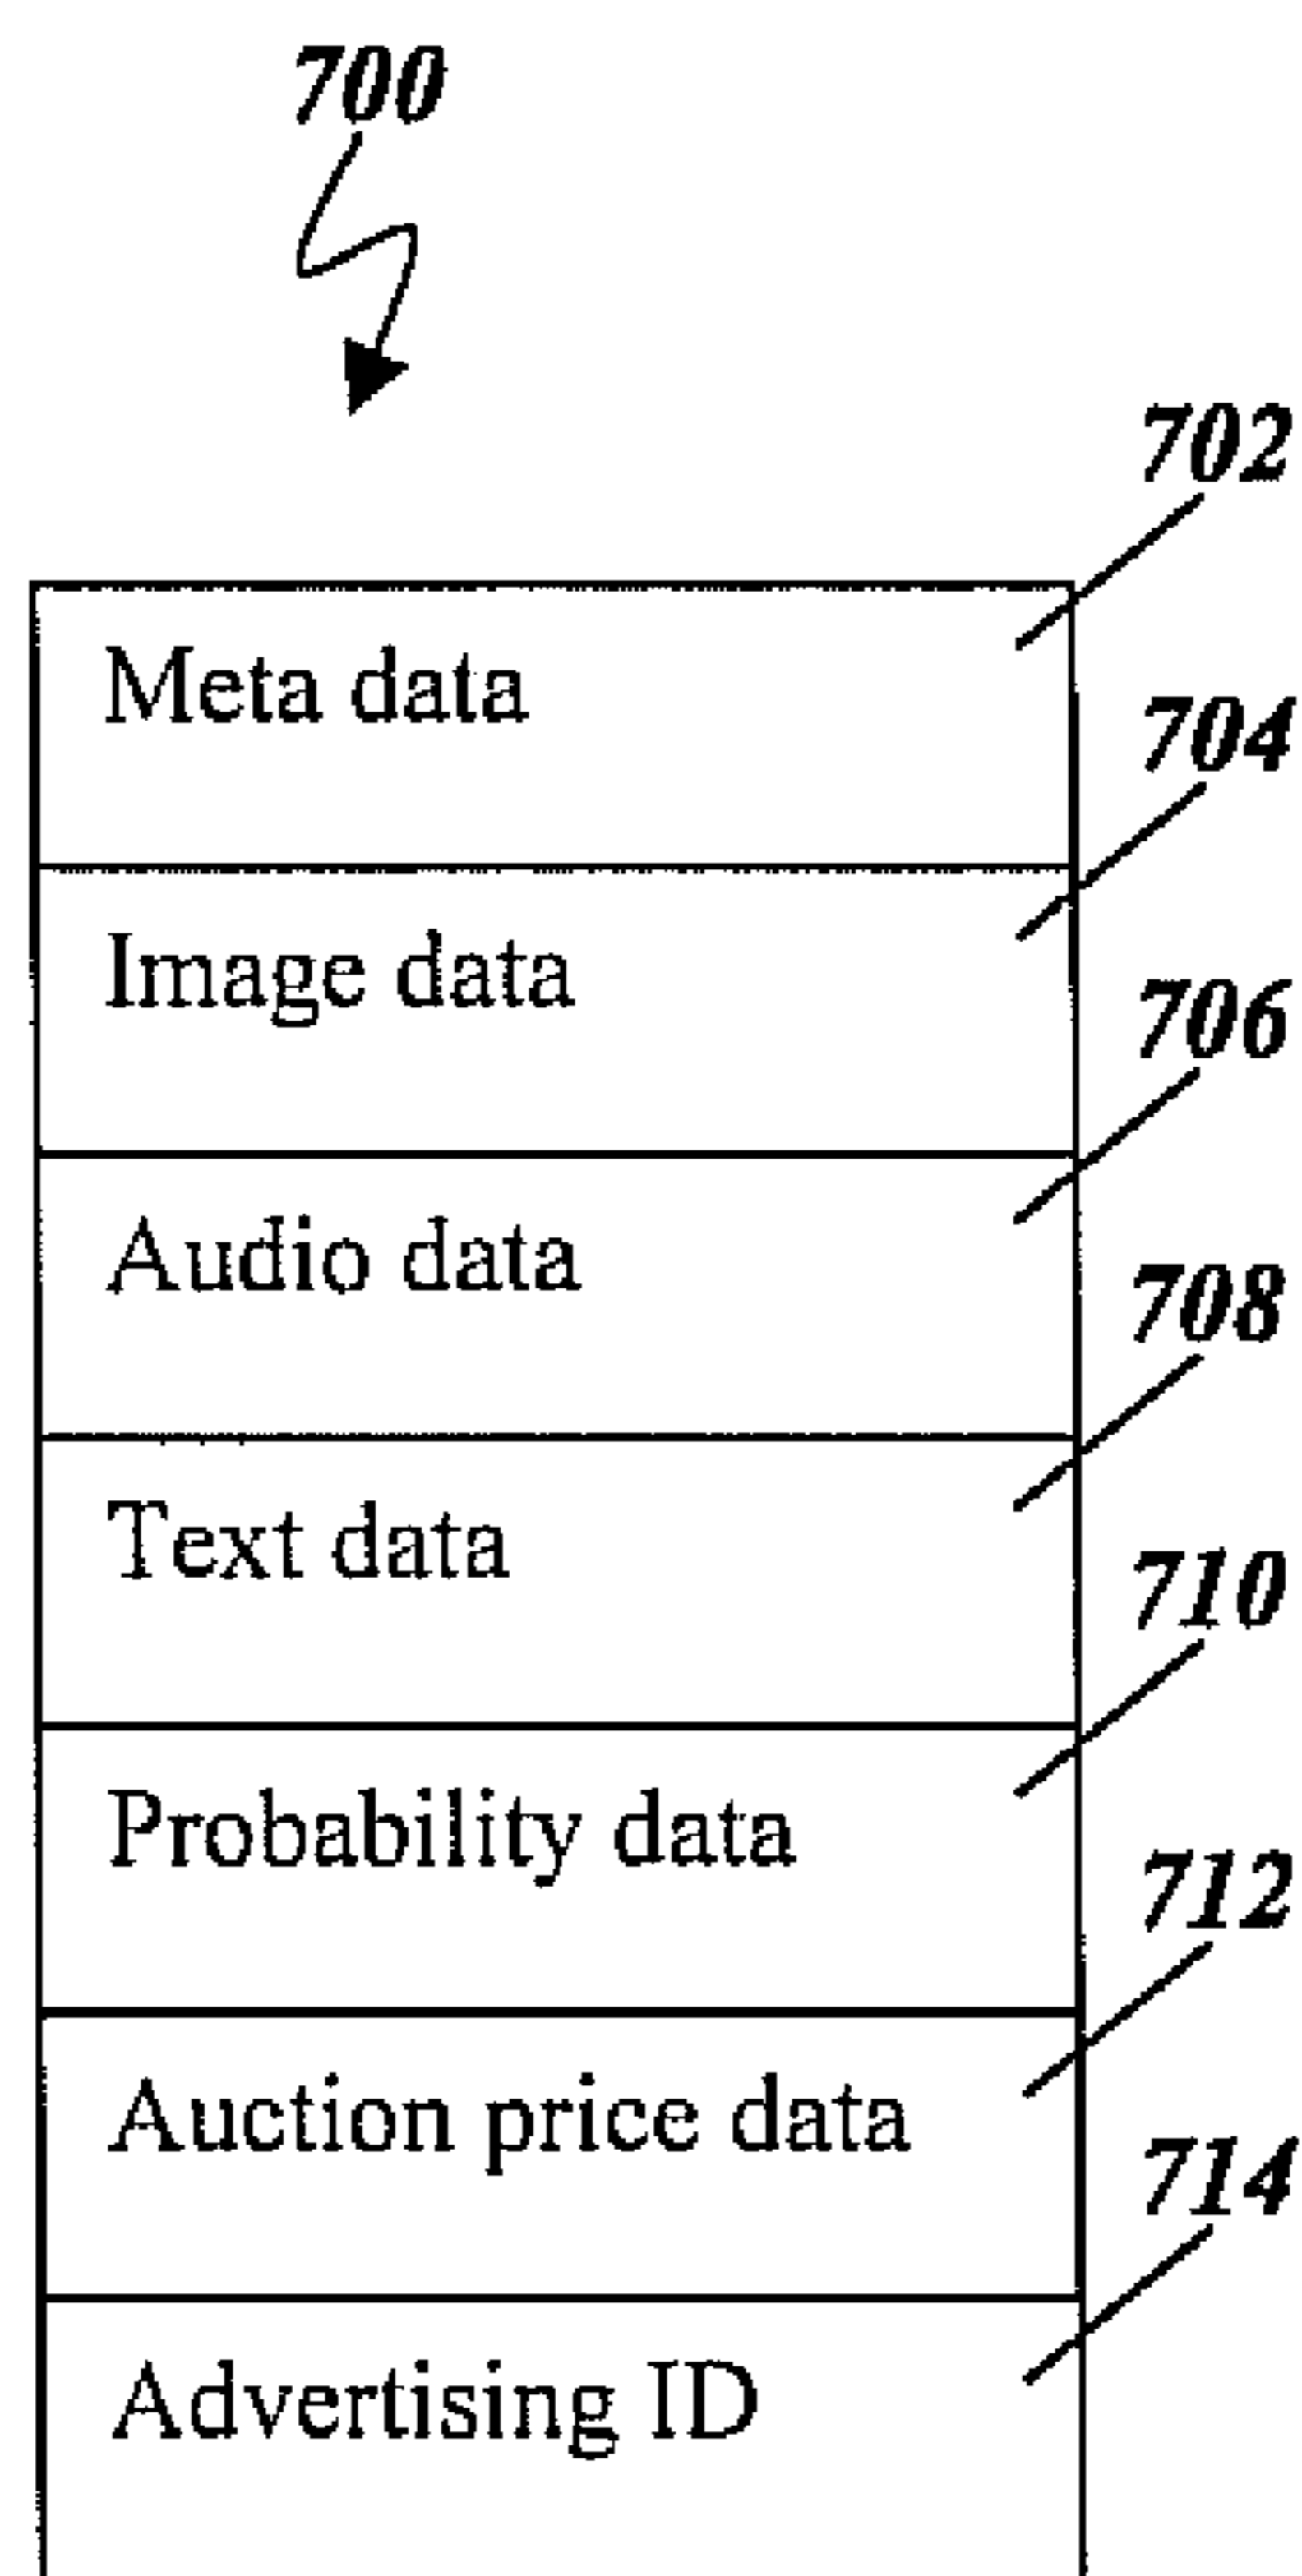 700
702
Meta data
704
Image data
706
Audio data
708
Text data
710
Probability data
712
Auction price data
714
Advertising ID